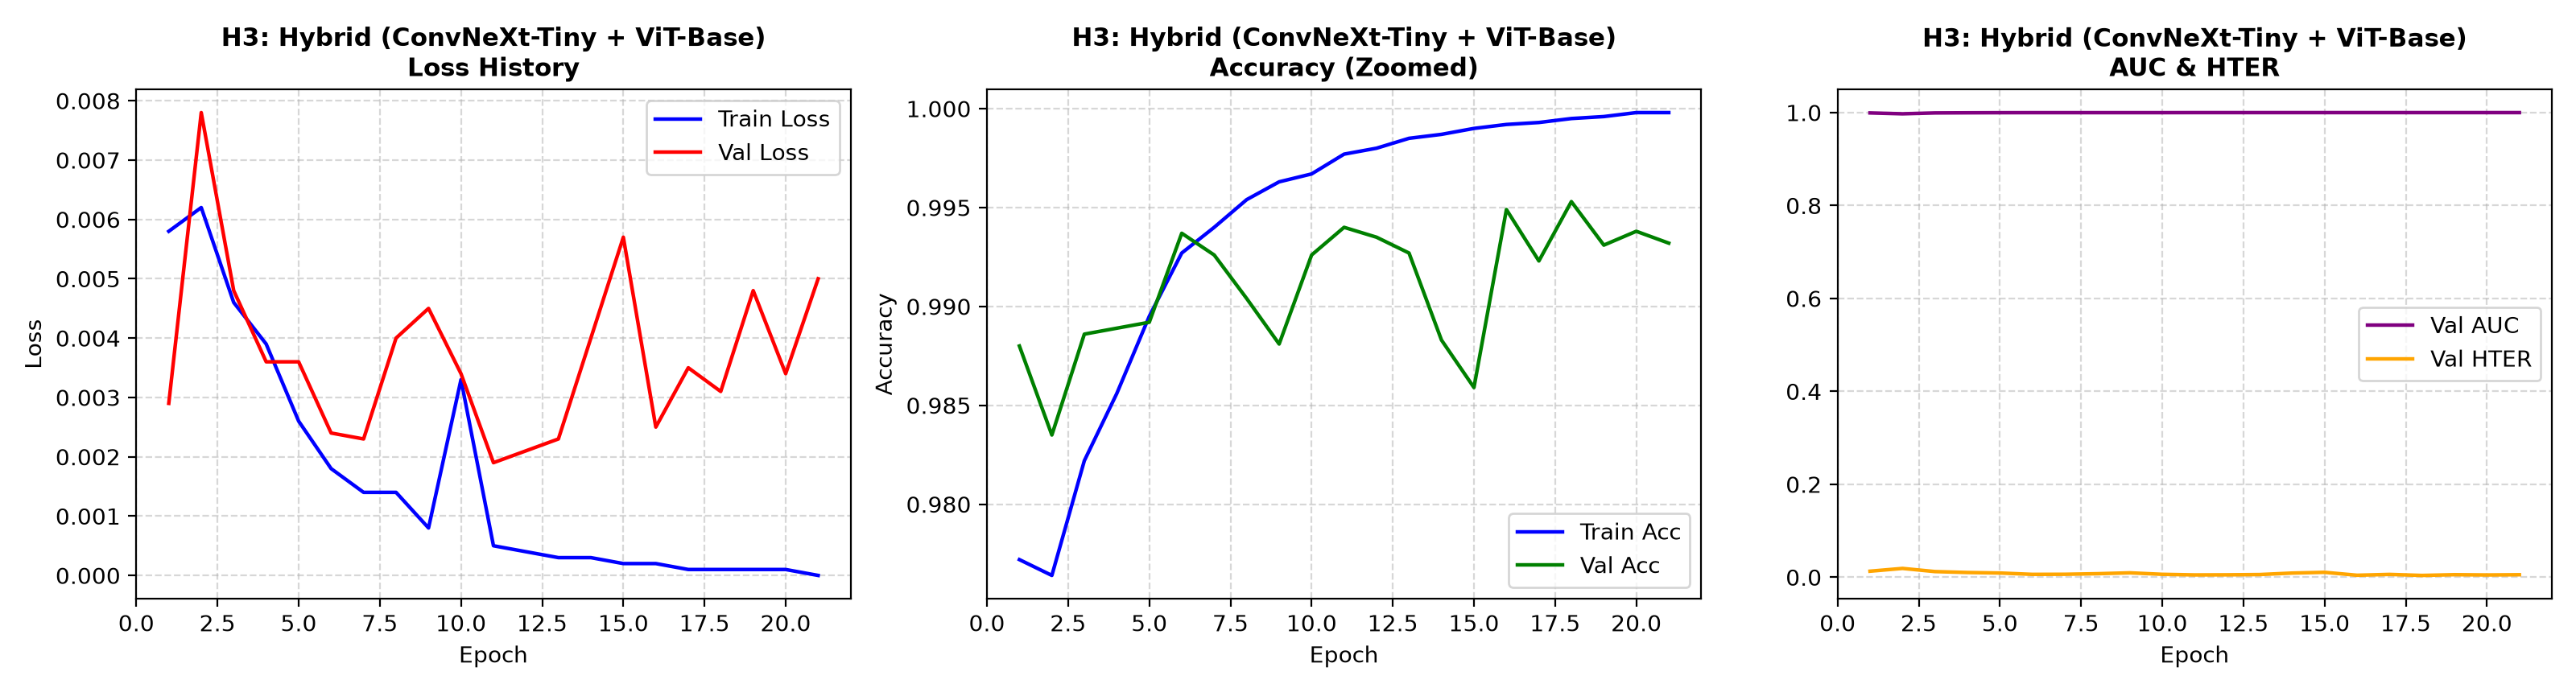 H3: Hybrid (ConvNeXt-Tiny + ViT-Base)
Loss History
0.008
0.007
0.006
0.005
0.004
0.003
0.002
0.001
0.000
Loss
Train Loss
Val Loss
0.0 2.5 5.0 7.5 10.0 12.5 15.0 17.5 20.0
Epoch
H3: Hybrid (ConvNeXt-Tiny + ViT-Base)
Accuracy (Zoomed)
1.000
0.995
0.990
0.985
0.980
Accuracy
Train Acc
Val Acc
0.0 2.5 5.0 7.5 10.0 12.5 15.0 17.5 20.0
Epoch
H3: Hybrid (ConvNeXt-Tiny + ViT-Base)
AUC & HTER
1.0
0.8
0.6
0.4
0.2
0.0
Val AUC
Val HTER
0.0 2.5 5.0 7.5 10.0 12.5 15.0 17.5 20.0
Epoch